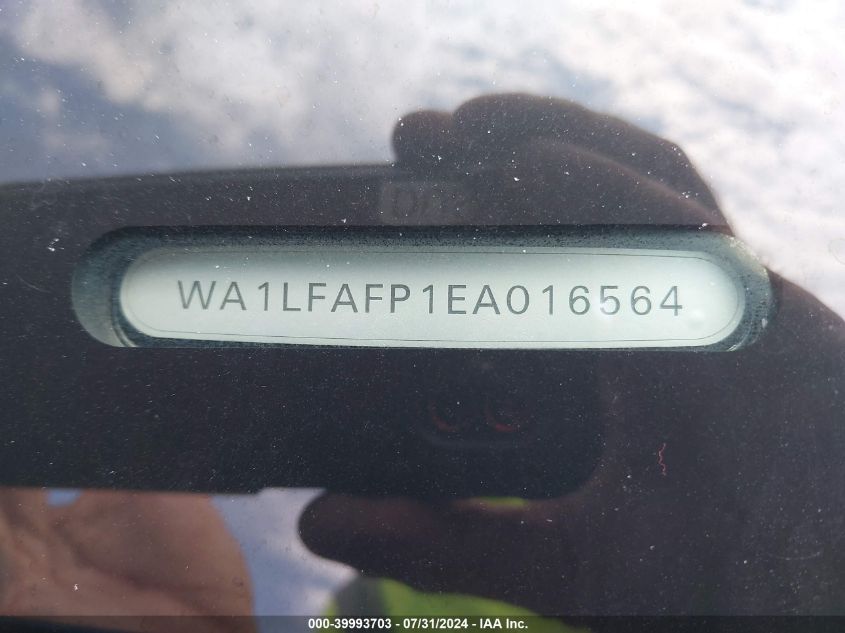 WA1LFAFP1EA016564
000-39993703 - 07/31/2024 - IAA Inc.